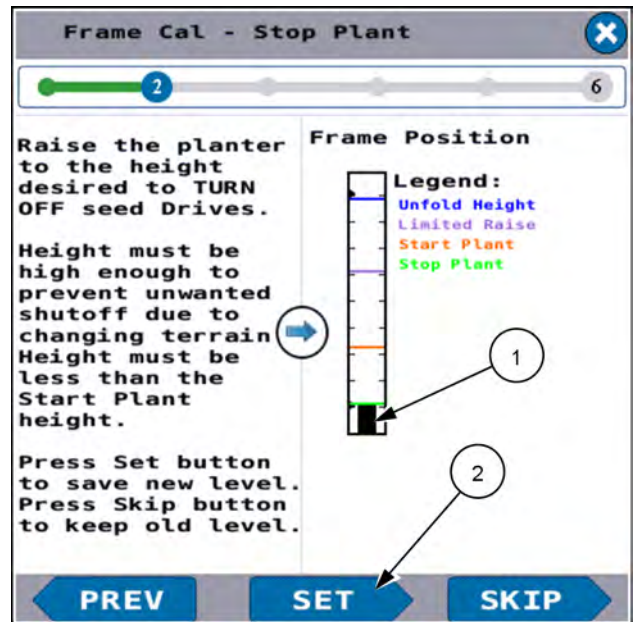 Frame Cal - Stop Plant
2
6
Raise the planter
to the height
desired to TURN
OFF seed Drives.
Height must be
high enough to
prevent unwanted
shutoff due to
changing terrain
Height must be
less than the
Start Plant
height.
Press Set button
to save new level.
Press Skip button
to keep old level.
Frame Position
Legend:
Unfold Height
Limited Raise
Start Plant
Stop Plant
1
2
PREV
SET
SKIP